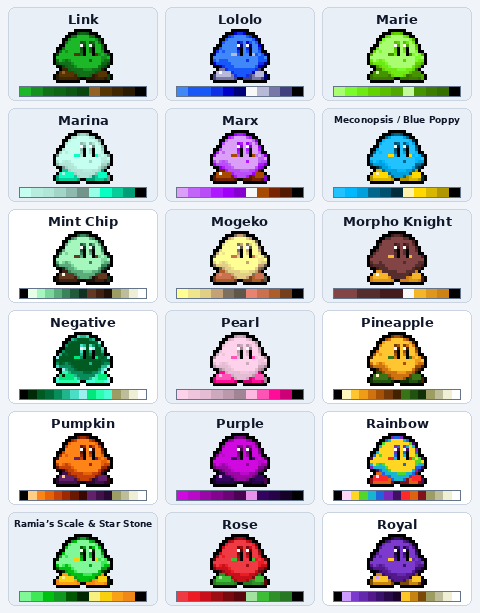 Link
Lololo
Marie
Marina
Marx
Meconopsis / Blue Poppy
Mint Chip
Mogeko
Morpho Knight
Negative
Pearl
Pineapple
Pumpkin
Purple
Rainbow
Ramia's Scale & Star Stone
Rose
Royal